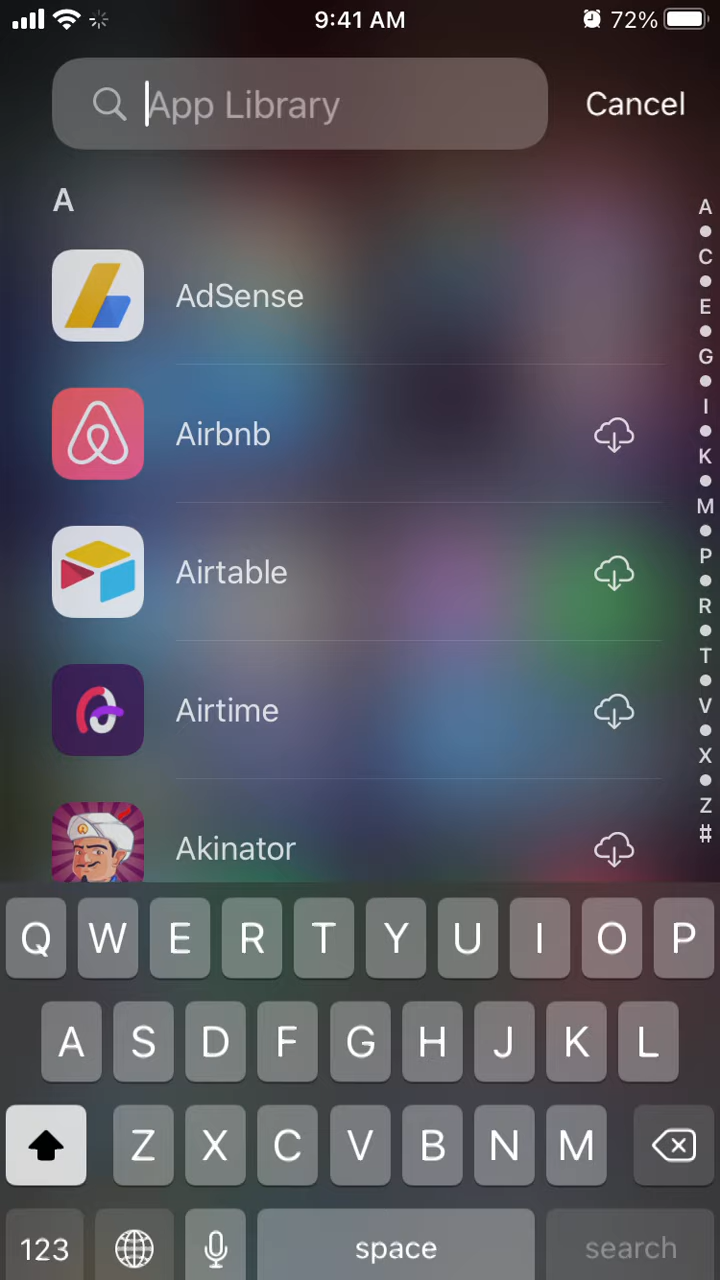 9:41 AM 72%
App Library Cancel
A
AdSense
Airbnb
Airtable
Airtime
Akinator
A
C
E
G
I
K
M
P
R
T
V
X
Z
#
Q W E R T Y U I O P
A S D F G H J K L
Z X C V B N M
123 space search